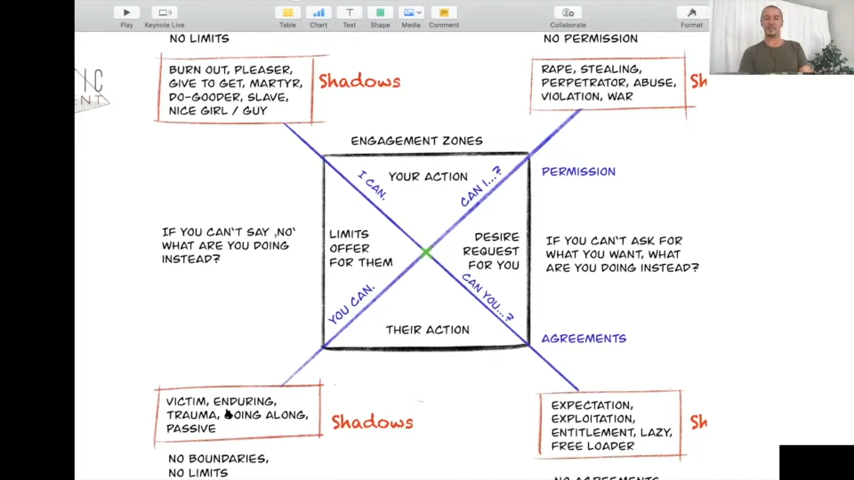 Play
Keynote Live
Table
Chart
Text
Shape
Media
Comment
Collaborate
Format
NO LIMITS
NO PERMISSION
BURN OUT, PLEASER,
GIVE TO GET, MARTYR,
DO-GOODER, SLAVE,
NICE GIRL / GUY
Shadows
RAPE, STEALING,
PERPETRATOR, ABUSE,
VIOLATION, WAR
ENGAGEMENT ZONES
YOUR ACTION
I CAN.
CAN I...?
PERMISSION
IF YOU CAN'T SAY ‚NO'
WHAT ARE YOU DOING
INSTEAD?
LIMITS
OFFER
FOR THEM
DESIRE
REQUEST
FOR YOU
IF YOU CAN'T ASK FOR
WHAT YOU WANT, WHAT
ARE YOU DOING INSTEAD?
YOU CAN.
CAN YOU...?
THEIR ACTION
AGREEMENTS
VICTIM, ENDURING,
TRAUMA, GOING ALONG,
PASSIVE
Shadows
EXPECTATION,
EXPLOITATION,
ENTITLEMENT, LAZY,
FREE LOADER
NO BOUNDARIES,
NO LIMITS
NO AGREEMENTS